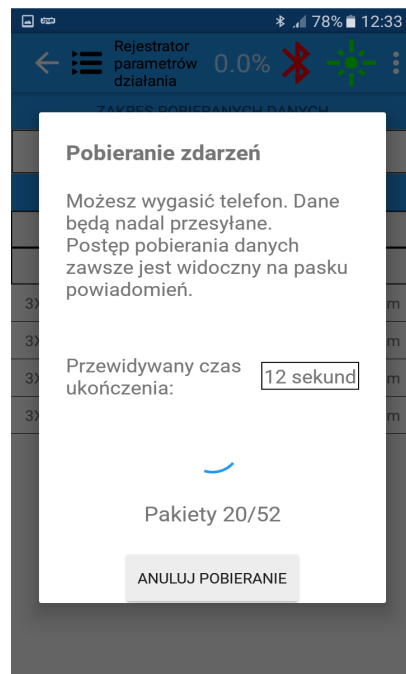 78% 12:33
Rejestrator
parametrów
działania
0.0%
ZAKRES POBIERANYCH DANYCH
Pobieranie zdarzeń
Możesz wygasić telefon. Dane
będą nadal przesyłane.
Postęp pobierania danych
zawsze jest widoczny na pasku
powiadomień.
Przewidywany czas
ukończenia:
12 sekund
Pakiety 20/52
ANULUJ POBIERANIE